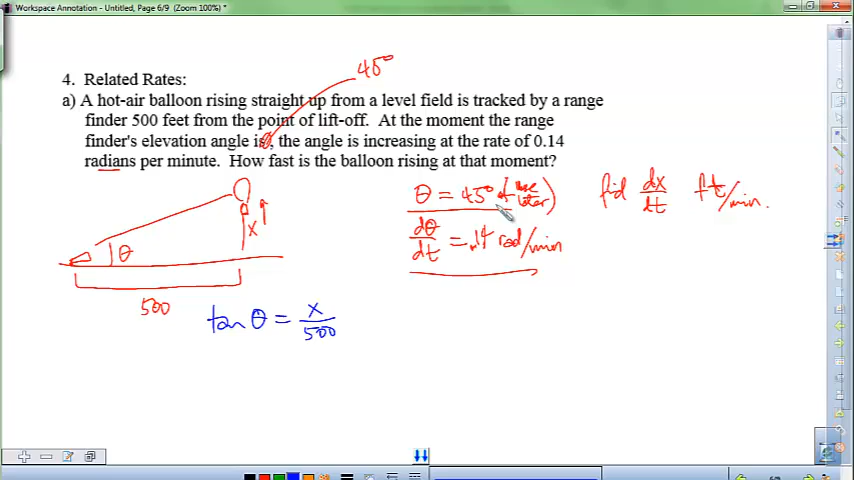 Workspace Annotation - Untitled, Page 6/9 (Zoom 100%) *
45°
4. Related Rates:
a) A hot-air balloon rising straight up from a level field is tracked by a range
finder 500 feet from the point of lift-off. At the moment the range
finder's elevation angle is , the angle is increasing at the rate of 0.14
radians per minute. How fast is the balloon rising at that moment?
θ = 45° (use later)
find dx/dt ft/min.
dθ/dt = .14 rad/min
x
θ
500
tan θ = x/500